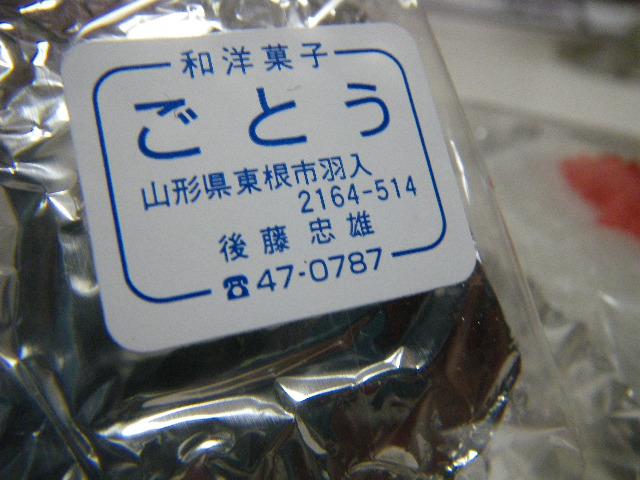 和洋菓子
ごとう
山形県東根市羽入
2164-514
後藤忠雄
☎47-0787